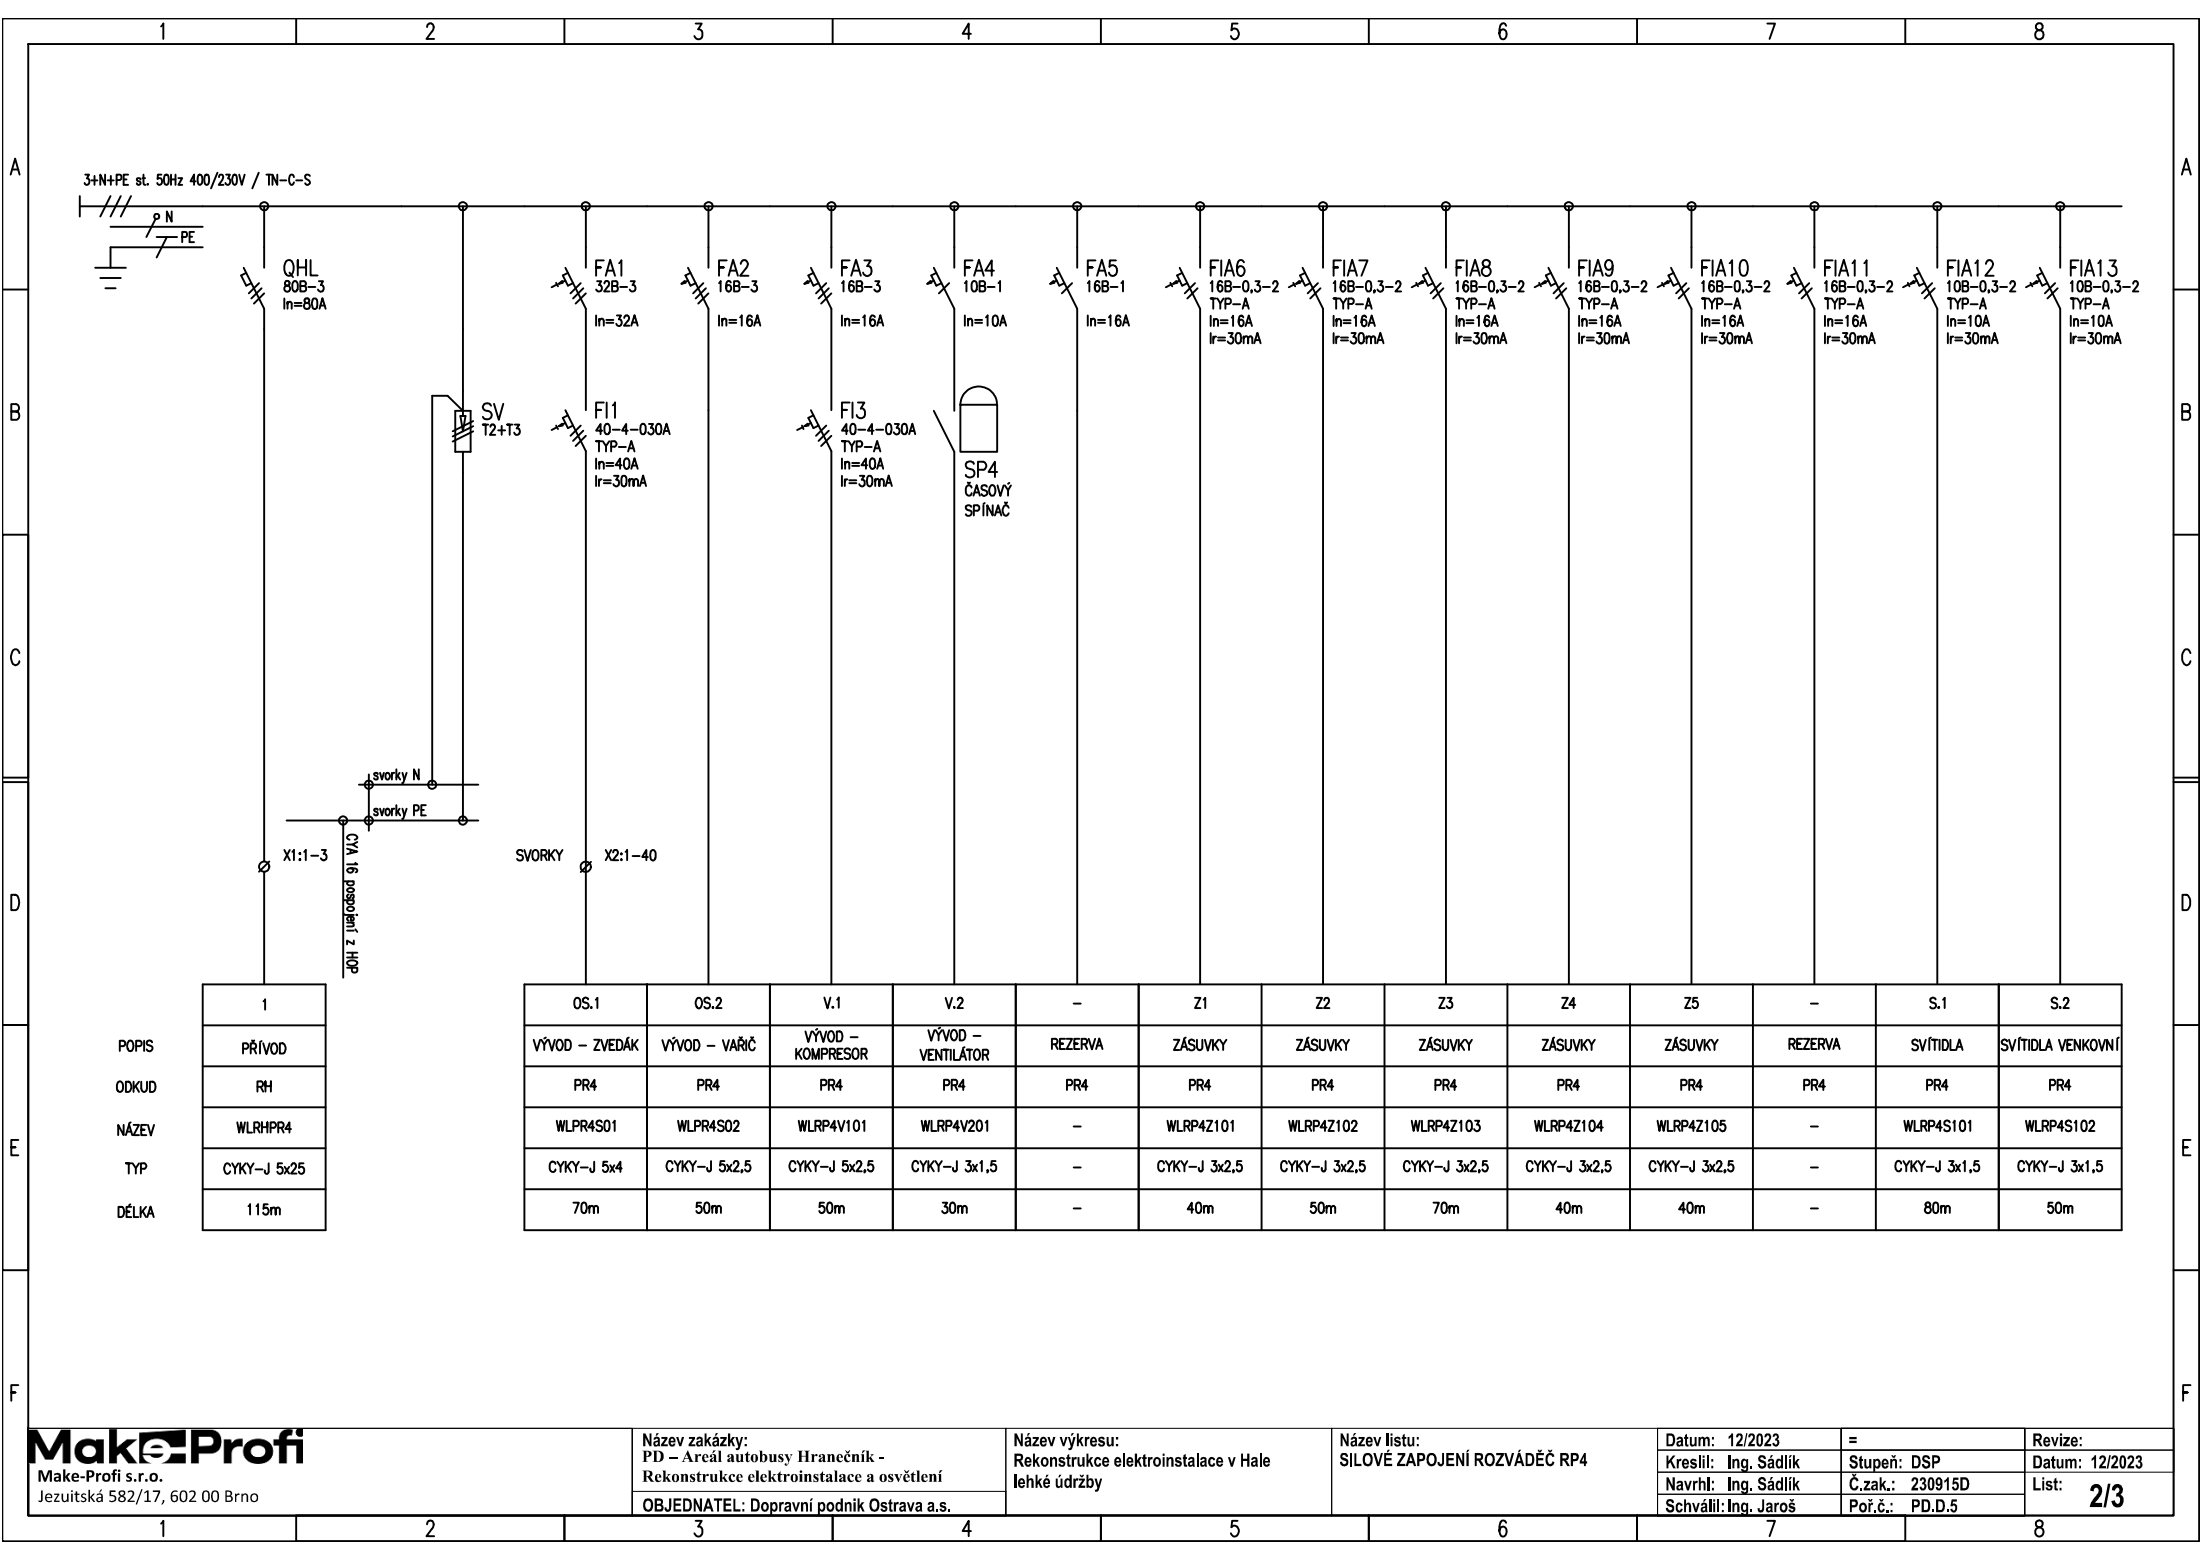 1 2 3 4 5 6 7 8
A A
3+N+PE st. 50Hz 400/230V / TN-C-S
N
PE
QHL
80B-3
In=80A
FA1
32B-3
In=32A
FA2
16B-3
In=16A
FA3
16B-3
In=16A
FA4
10B-1
In=10A
FA5
16B-1
In=16A
FIA6
16B-0,3-2
TYP-A
In=16A
Ir=30mA
FIA7
16B-0,3-2
TYP-A
In=16A
Ir=30mA
FIA8
16B-0,3-2
TYP-A
In=16A
Ir=30mA
FIA9
16B-0,3-2
TYP-A
In=16A
Ir=30mA
FIA10
16B-0,3-2
TYP-A
In=16A
Ir=30mA
FIA11
16B-0,3-2
TYP-A
In=16A
Ir=30mA
FIA12
10B-0,3-2
TYP-A
In=10A
Ir=30mA
FIA13
10B-0,3-2
TYP-A
In=10A
Ir=30mA
B B
SV
T2+T3
FI1
40-4-030A
TYP-A
In=40A
Ir=30mA
FI3
40-4-030A
TYP-A
In=40A
Ir=30mA
SP4
ČASOVÝ
SPÍNAČ
C C
svorky N
svorky PE
CYA 16 pospojení z HOP
X1:1-3
SVORKY X2:1-40
D D
1 OS.1 OS.2 V.1 V.2 - Z1 Z2 Z3 Z4 Z5 - S.1 S.2
POPIS PŘÍVOD VÝVOD - ZVEDÁK VÝVOD - VAŘIČ VÝVOD - KOMPRESOR VÝVOD - VENTILÁTOR REZERVA ZÁSUVKY ZÁSUVKY ZÁSUVKY ZÁSUVKY ZÁSUVKY REZERVA SVÍTIDLA SVÍTIDLA VENKOVNÍ
ODKUD RH PR4 PR4 PR4 PR4 PR4 PR4 PR4 PR4 PR4 PR4 PR4 PR4 PR4
NÁZEV WLRHPR4 WLPR4S01 WLPR4S02 WLRP4V101 WLRP4V201 - WLRP4Z101 WLRP4Z102 WLRP4Z103 WLRP4Z104 WLRP4Z105 - WLRP4S101 WLRP4S102
E E
TYP CYKY-J 5x25 CYKY-J 5x4 CYKY-J 5x2,5 CYKY-J 5x2,5 CYKY-J 3x1,5 - CYKY-J 3x2,5 CYKY-J 3x2,5 CYKY-J 3x2,5 CYKY-J 3x2,5 CYKY-J 3x2,5 - CYKY-J 3x1,5 CYKY-J 3x1,5
DÉLKA 115m 70m 50m 50m 30m - 40m 50m 70m 40m 40m - 80m 50m
F F
Make-Profi
Make-Profi s.r.o.
Jezuitská 582/17, 602 00 Brno
Název zakázky:
PD – Areál autobusy Hranečník -
Rekonstrukce elektroinstalace a osvětlení
OBJEDNATEL: Dopravní podnik Ostrava a.s.
Název výkresu:
Rekonstrukce elektroinstalace v Hale
lehké údržby
Název listu:
SILOVÉ ZAPOJENÍ ROZVÁDĚČ RP4
Datum: 12/2023 = Revize:
Kreslil: Ing. Sádlík Stupeň: DSP Datum: 12/2023
Navrhl: Ing. Sádlík Č.zak.: 230915D List: 2/3
Schválil: Ing. Jaroš Poř.č.: PD.D.5
1 2 3 4 5 6 7 8